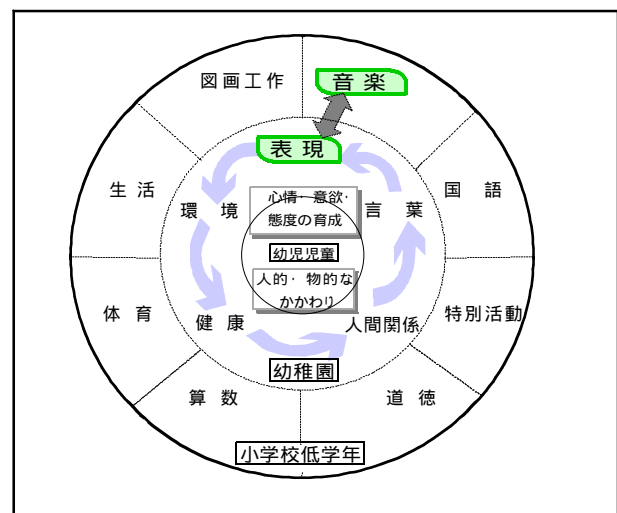 図画工作
音楽
表現
生活
環境
心情・意欲・
態度の育成
言葉
国語
幼児児童
人的・物的な
かかわり
体育
健康
人間関係
特別活動
幼稚園
算数
道徳
小学校低学年